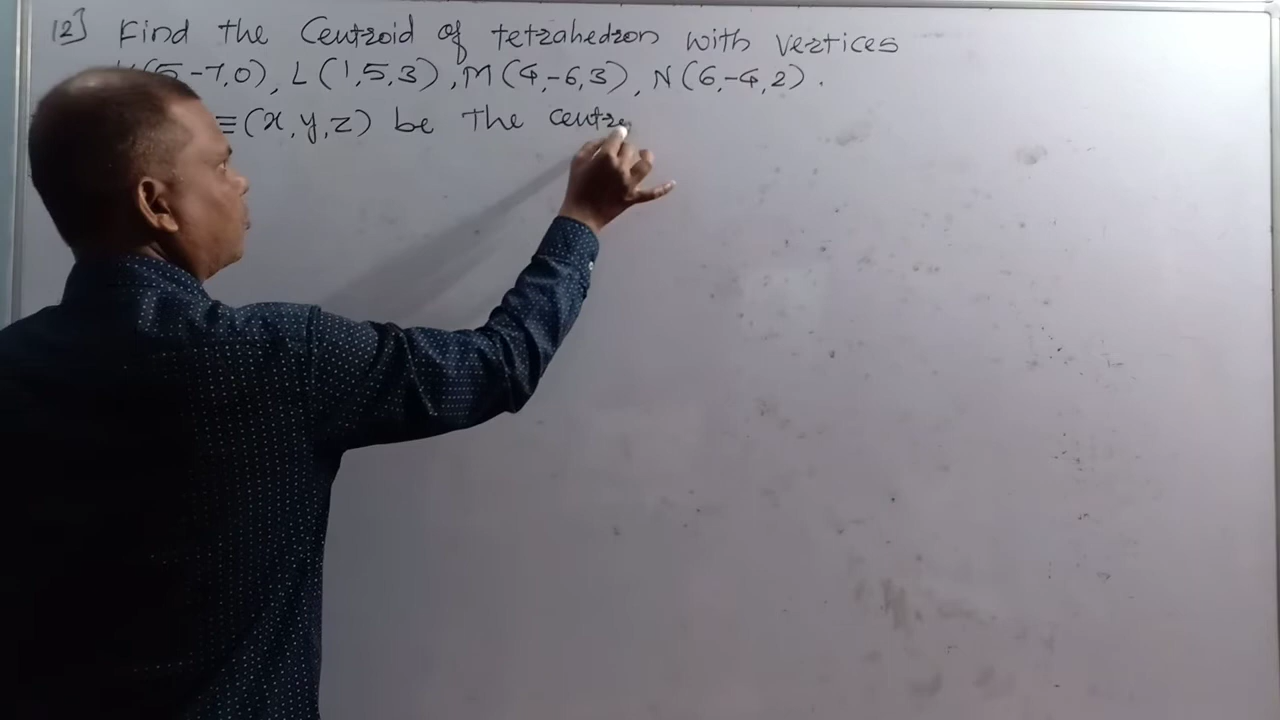 12] Find the Centroid of tetrahedron with vertices
K(5,-7,0), L(1,5,3), M(4,-6,3), N(6,-4,2).
≡(x,y,z) be The centre